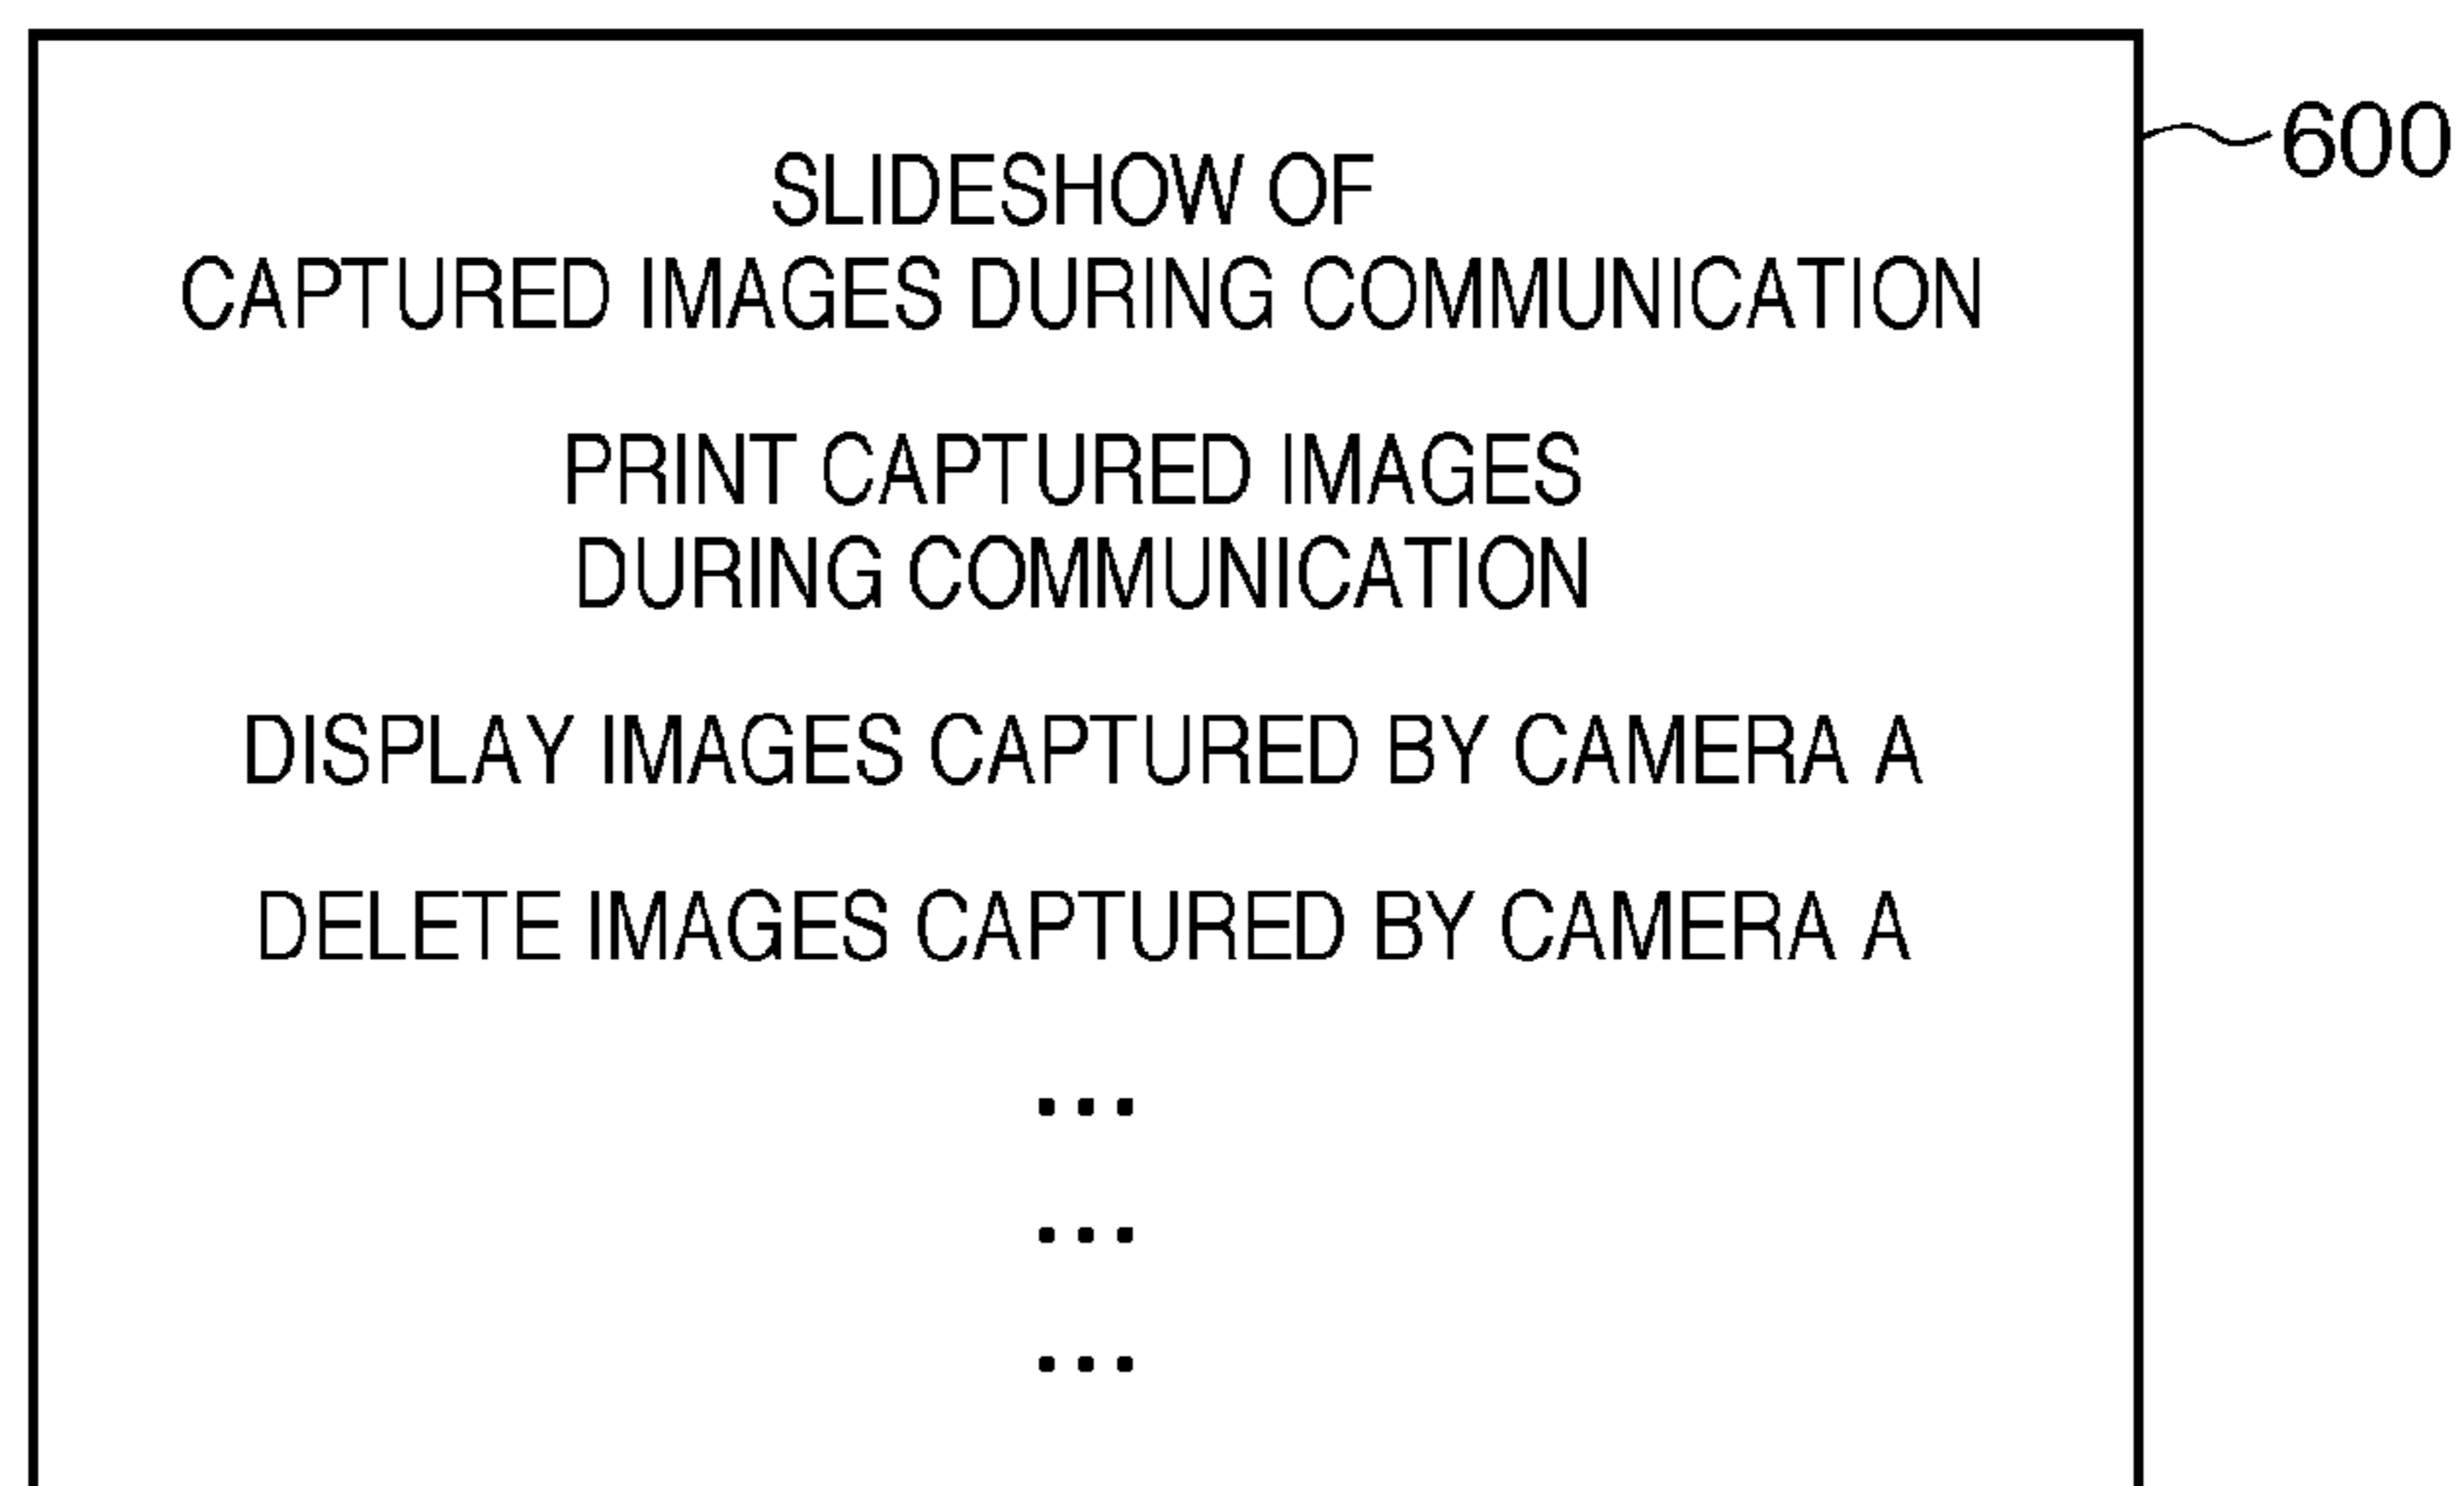 SLIDESHOW OF
600
CAPTURED IMAGES DURING COMMUNICATION
PRINT CAPTURED IMAGES
DURING COMMUNICATION
DISPLAY IMAGES CAPTURED BY CAMERA A
DELETE IMAGES CAPTURED BY CAMERA A
...
...
...